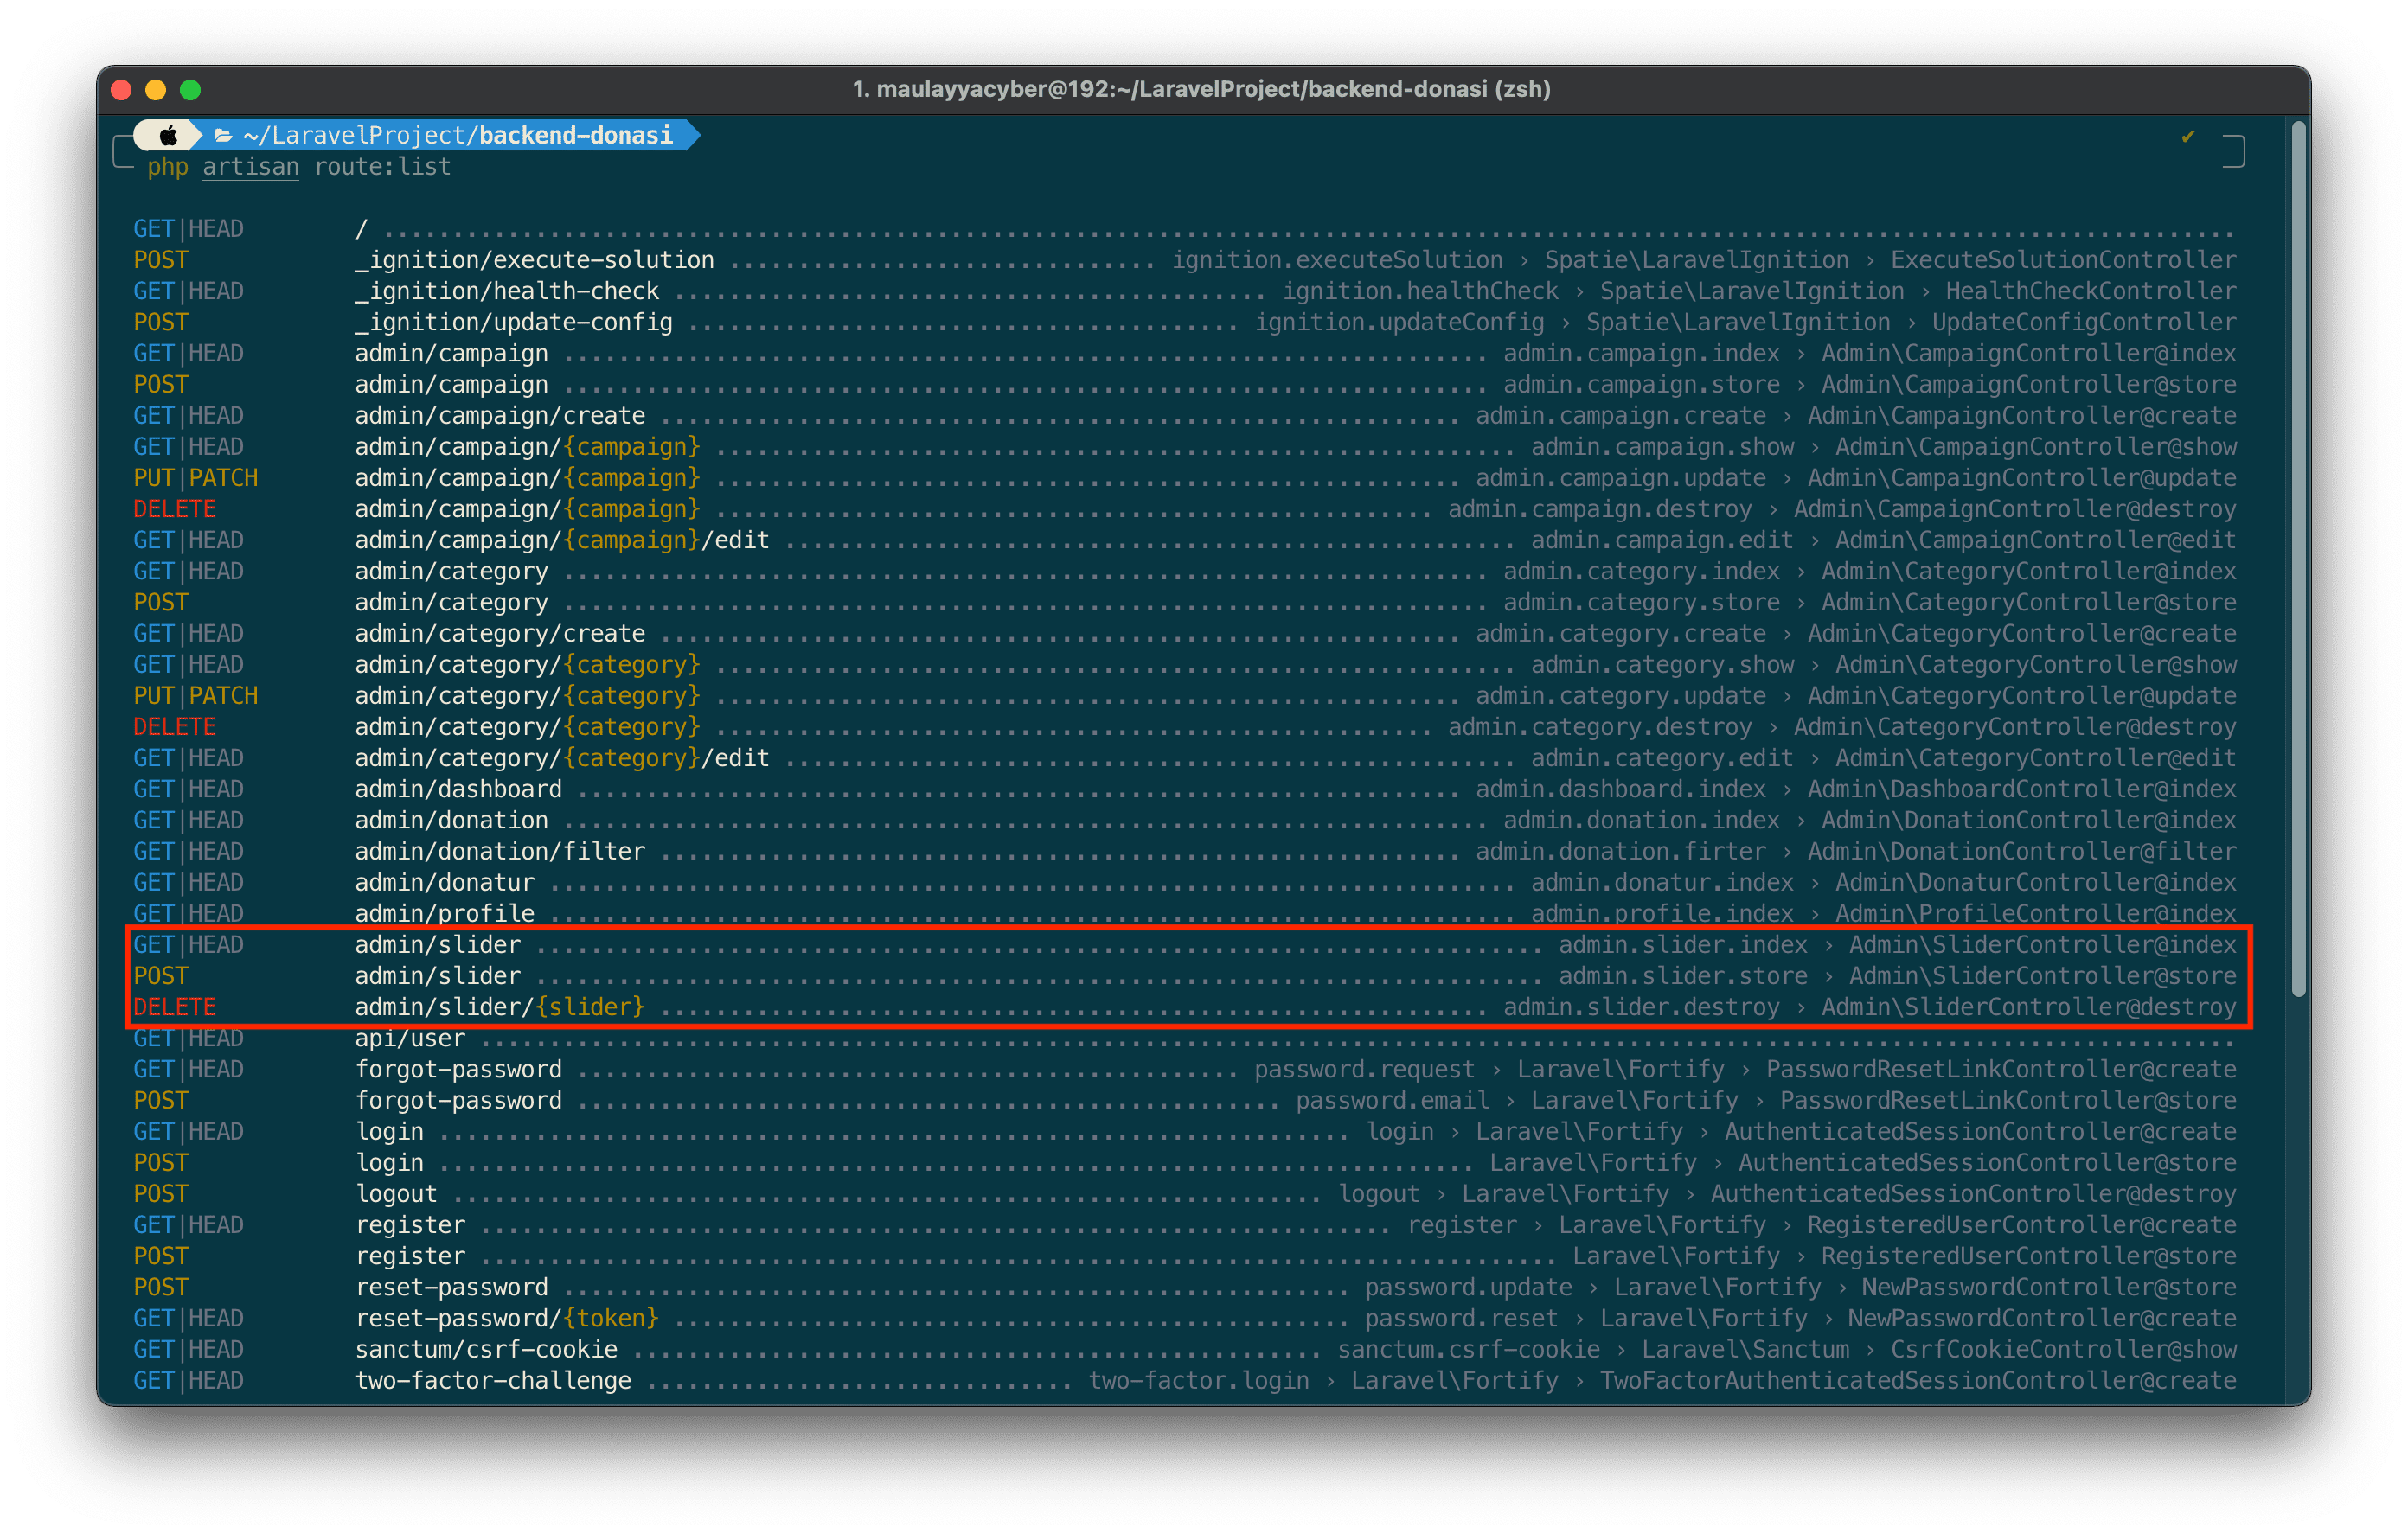 1. maulayyacyber@192:~/LaravelProject/backend-donasi (zsh)
~/LaravelProject/backend-donasi ✔
php artisan route:list
GET|HEAD / ...
POST _ignition/execute-solution ... ignition.executeSolution › Spatie\LaravelIgnition › ExecuteSolutionController
GET|HEAD _ignition/health-check ... ignition.healthCheck › Spatie\LaravelIgnition › HealthCheckController
POST _ignition/update-config ... ignition.updateConfig › Spatie\LaravelIgnition › UpdateConfigController
GET|HEAD admin/campaign ... admin.campaign.index › Admin\CampaignController@index
POST admin/campaign ... admin.campaign.store › Admin\CampaignController@store
GET|HEAD admin/campaign/create ... admin.campaign.create › Admin\CampaignController@create
GET|HEAD admin/campaign/{campaign} ... admin.campaign.show › Admin\CampaignController@show
PUT|PATCH admin/campaign/{campaign} ... admin.campaign.update › Admin\CampaignController@update
DELETE admin/campaign/{campaign} ... admin.campaign.destroy › Admin\CampaignController@destroy
GET|HEAD admin/campaign/{campaign}/edit ... admin.campaign.edit › Admin\CampaignController@edit
GET|HEAD admin/category ... admin.category.index › Admin\CategoryController@index
POST admin/category ... admin.category.store › Admin\CategoryController@store
GET|HEAD admin/category/create ... admin.category.create › Admin\CategoryController@create
GET|HEAD admin/category/{category} ... admin.category.show › Admin\CategoryController@show
PUT|PATCH admin/category/{category} ... admin.category.update › Admin\CategoryController@update
DELETE admin/category/{category} ... admin.category.destroy › Admin\CategoryController@destroy
GET|HEAD admin/category/{category}/edit ... admin.category.edit › Admin\CategoryController@edit
GET|HEAD admin/dashboard ... admin.dashboard.index › Admin\DashboardController@index
GET|HEAD admin/donation ... admin.donation.index › Admin\DonationController@index
GET|HEAD admin/donation/filter ... admin.donation.firter › Admin\DonationController@filter
GET|HEAD admin/donatur ... admin.donatur.index › Admin\DonaturController@index
GET|HEAD admin/profile ... admin.profile.index › Admin\ProfileController@index
GET|HEAD admin/slider ... admin.slider.index › Admin\SliderController@index
POST admin/slider ... admin.slider.store › Admin\SliderController@store
DELETE admin/slider/{slider} ... admin.slider.destroy › Admin\SliderController@destroy
GET|HEAD api/user ...
GET|HEAD forgot-password ... password.request › Laravel\Fortify › PasswordResetLinkController@create
POST forgot-password ... password.email › Laravel\Fortify › PasswordResetLinkController@store
GET|HEAD login ... login › Laravel\Fortify › AuthenticatedSessionController@create
POST login ... Laravel\Fortify › AuthenticatedSessionController@store
POST logout ... logout › Laravel\Fortify › AuthenticatedSessionController@destroy
GET|HEAD register ... register › Laravel\Fortify › RegisteredUserController@create
POST register ... Laravel\Fortify › RegisteredUserController@store
POST reset-password ... password.update › Laravel\Fortify › NewPasswordController@store
GET|HEAD reset-password/{token} ... password.reset › Laravel\Fortify › NewPasswordController@create
GET|HEAD sanctum/csrf-cookie ... sanctum.csrf-cookie › Laravel\Sanctum › CsrfCookieController@show
GET|HEAD two-factor-challenge ... two-factor.login › Laravel\Fortify › TwoFactorAuthenticatedSessionController@create